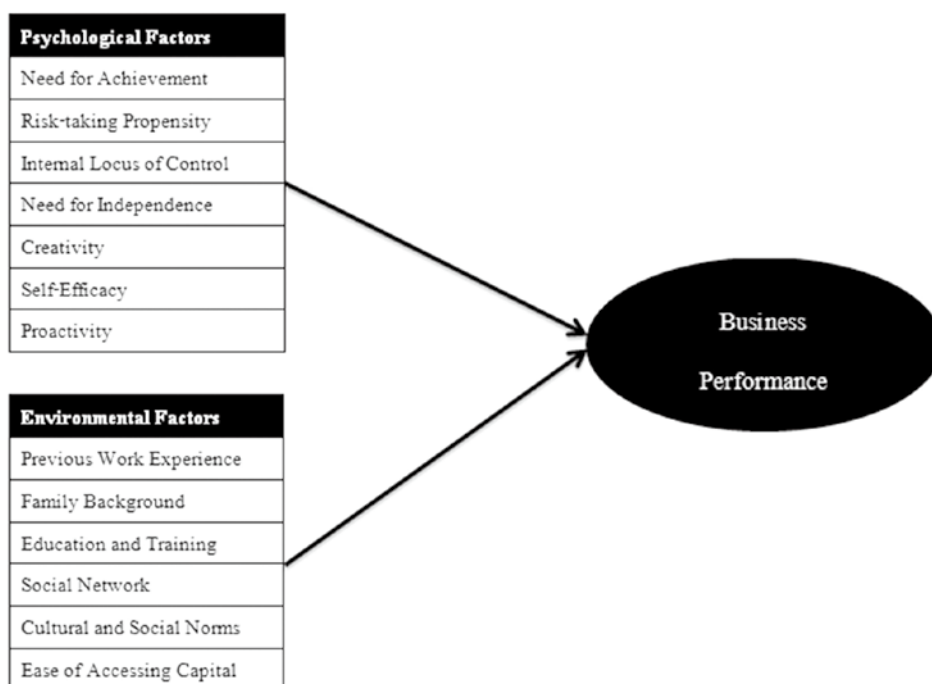 Psychological Factors
Need for Achievement
Risk-taking Propensity
Internal Locus of Control
Need for Independence
Creativity
Self-Efficacy
Proactivity
Business
Performance
Environmental Factors
Previous Work Experience
Family Background
Education and Training
Social Network
Cultural and Social Norms
Ease of Accessing Capital